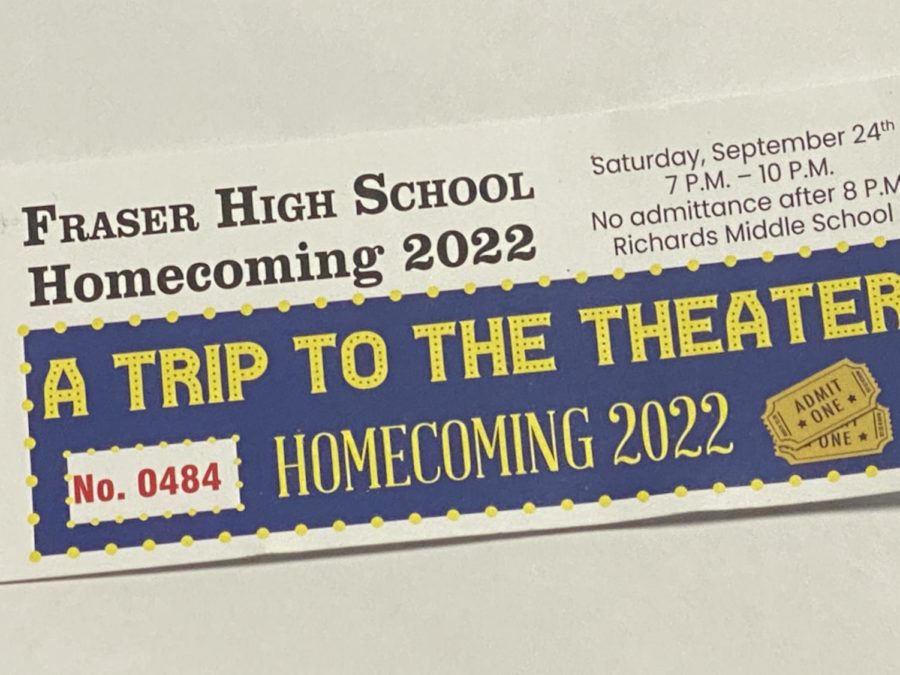 FRASER HIGH SCHOOL
Homecoming 2022
Saturday, September 24th
7 P.M. – 10 P.M.
No admittance after 8 P.M
Richards Middle School
A TRIP TO THE THEATER
No. 0484
HOMECOMING 2022
ADMIT
ONE
ONE